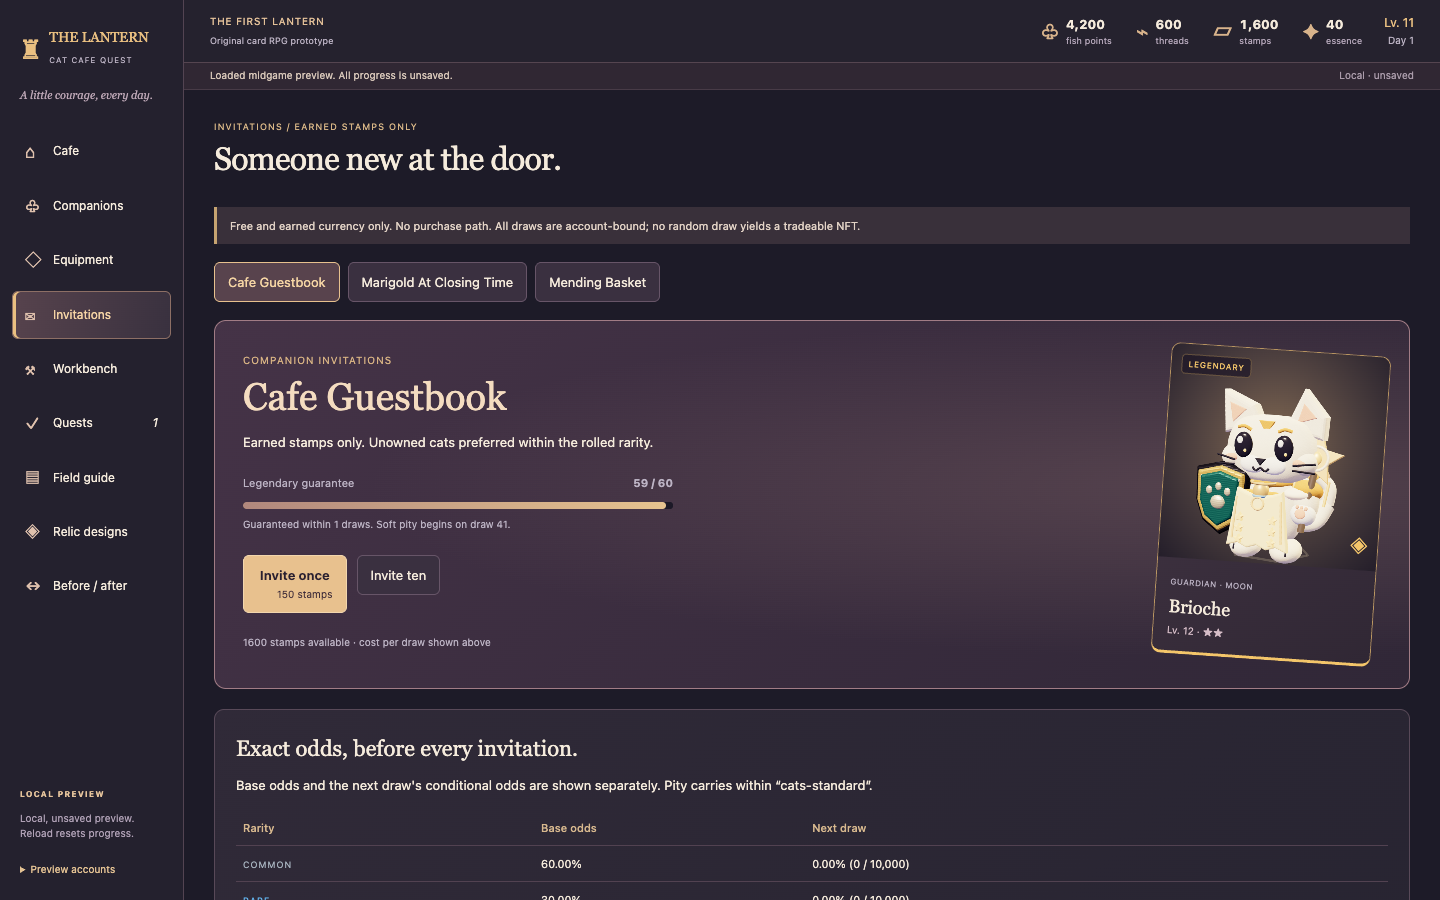 THE LANTERN
CAT CAFE QUEST
A little courage, every day.
Cafe
Companions
Equipment
Invitations
Workbench
Quests 1
Field guide
Relic designs
Before / after
LOCAL PREVIEW
Local, unsaved preview.
Reload resets progress.
Preview accounts
THE FIRST LANTERN
Original card RPG prototype
4,200
fish points
600
threads
1,600
stamps
40
essence
Lv. 11
Day 1
Loaded midgame preview. All progress is unsaved.
Local · unsaved
INVITATIONS / EARNED STAMPS ONLY
Someone new at the door.
Free and earned currency only. No purchase path. All draws are account-bound; no random draw yields a tradeable NFT.
Cafe Guestbook
Marigold At Closing Time
Mending Basket
COMPANION INVITATIONS
Cafe Guestbook
Earned stamps only. Unowned cats preferred within the rolled rarity.
Legendary guarantee 59 / 60
Guaranteed within 1 draws. Soft pity begins on draw 41.
Invite once
150 stamps
Invite ten
1600 stamps available · cost per draw shown above
LEGENDARY
GUARDIAN · MOON
Brioche
Lv. 12 · ★★
Exact odds, before every invitation.
Base odds and the next draw's conditional odds are shown separately. Pity carries within “cats-standard”.
Rarity Base odds Next draw
COMMON 60.00% 0.00% (0 / 10,000)
RARE 30.00% 0.00% (0 / 10,000)